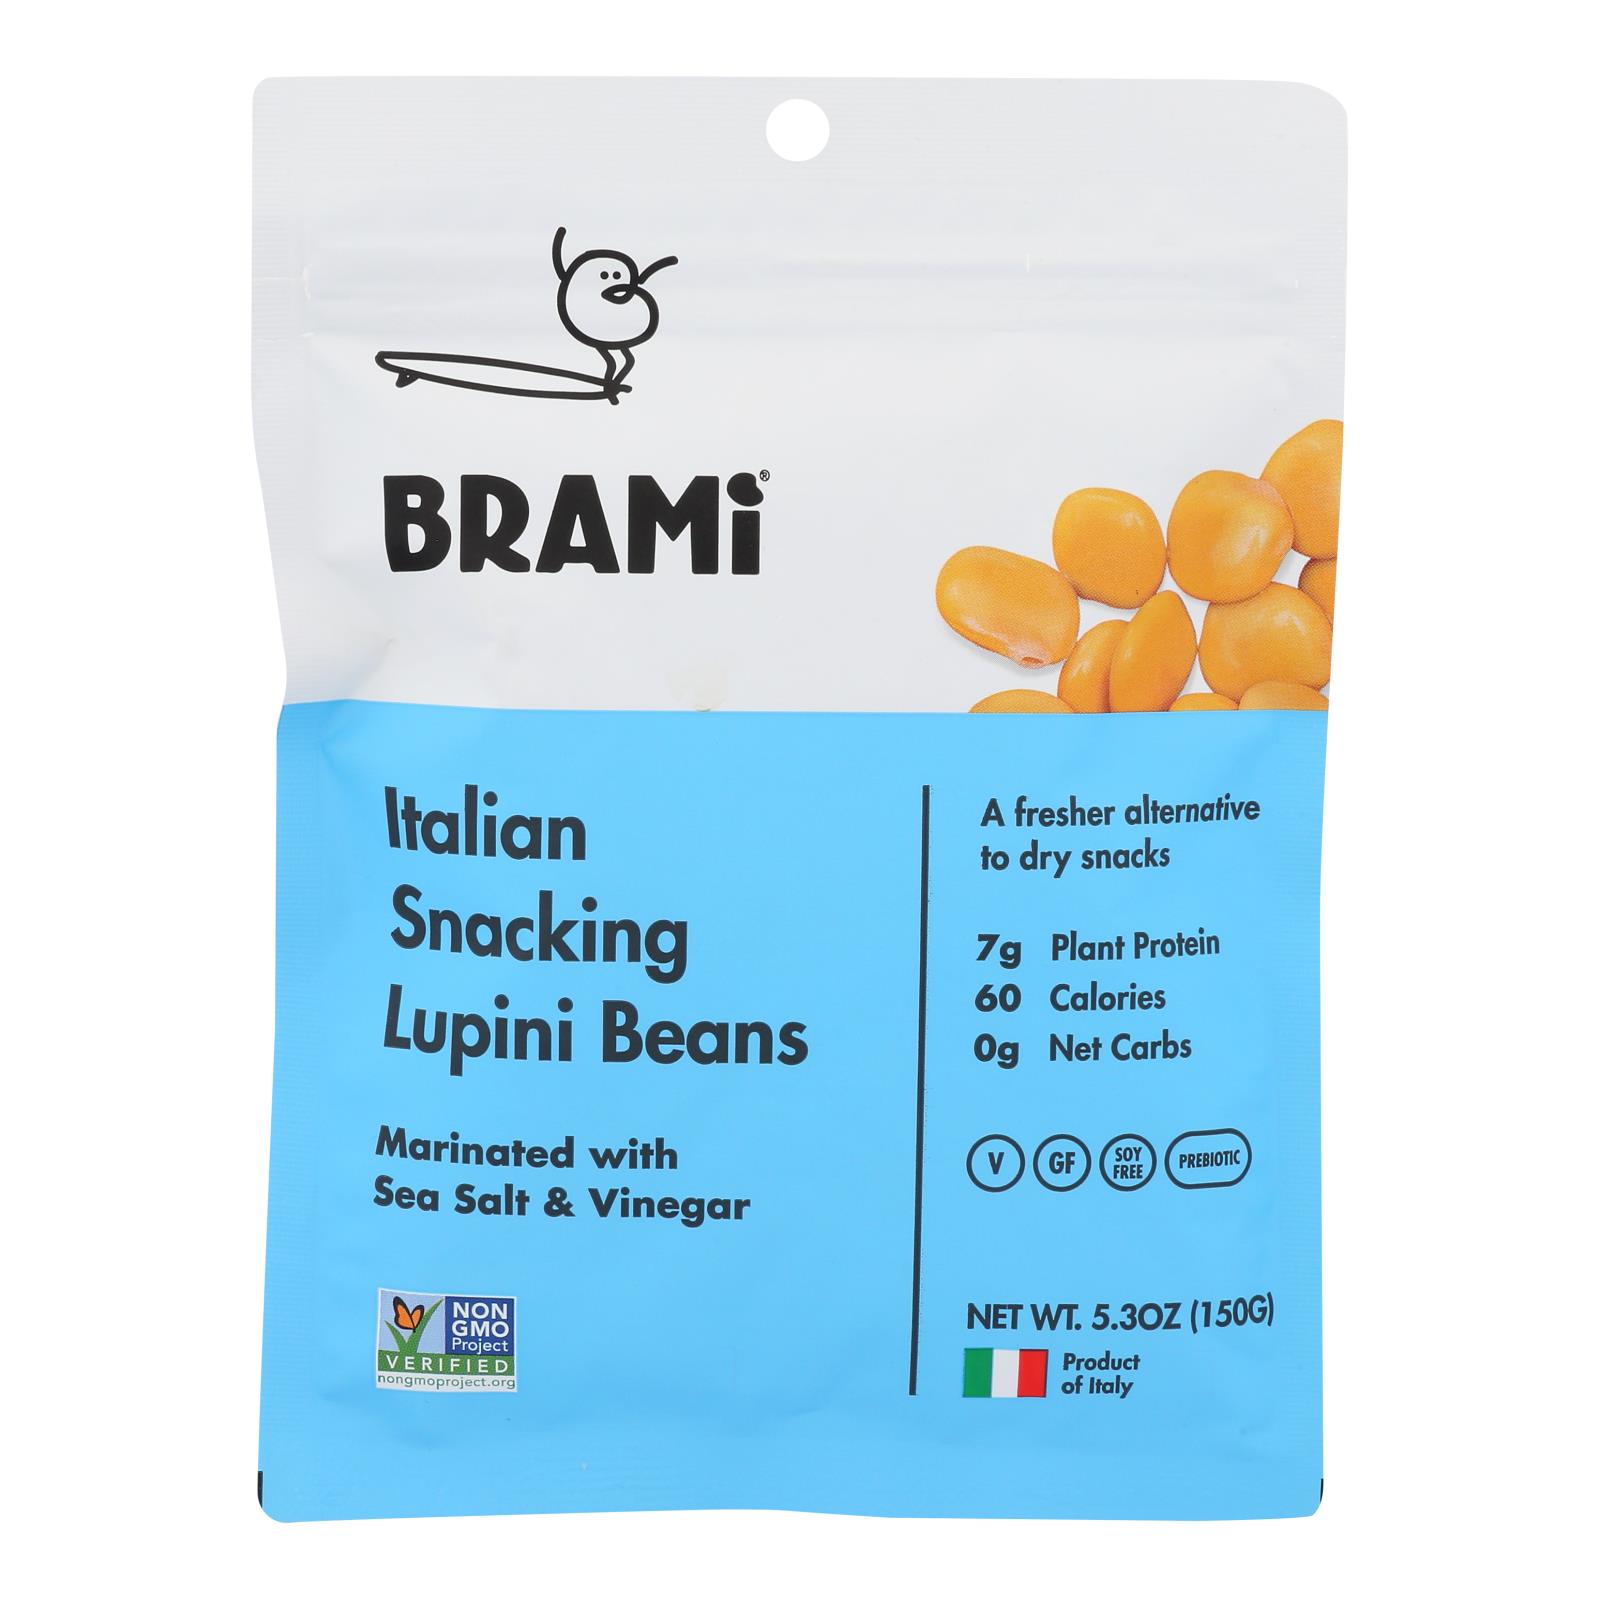 BRAMi®
Italian
Snacking
Lupini Beans
Marinated with
Sea Salt & Vinegar
NON
GMO
Project
VERIFIED
nongmoproject.org
A fresher alternative
to dry snacks
7g Plant Protein
60 Calories
0g Net Carbs
V GF SOY FREE PREBIOTIC
NET WT. 5.3OZ (150G)
Product
of Italy